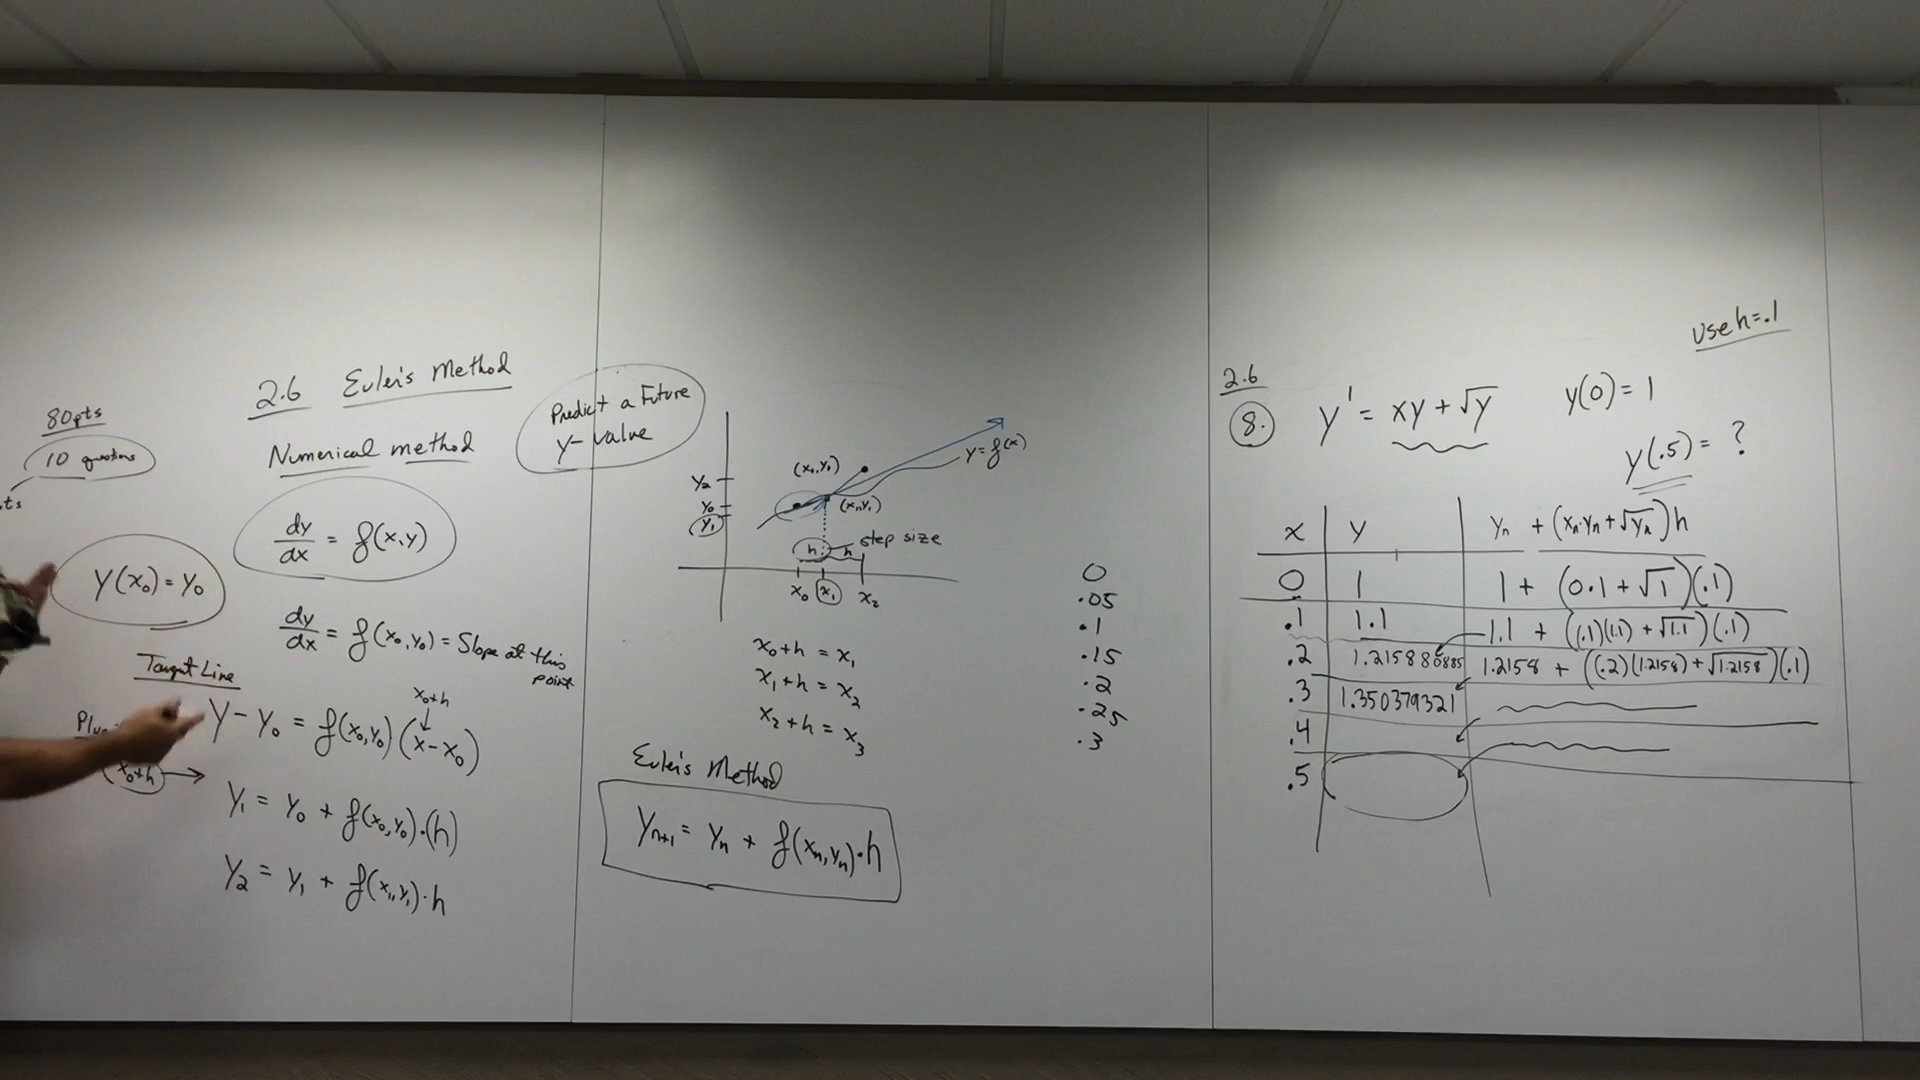 80pts
10 questions
ts
2.6 Euler's Method
Numerical method
dy/dx = f(x,y)
y(x₀) = y₀
dy/dx = f(x₀,y₀) = Slope at this point
Tangent Line
x₀+h
y - y₀ = f(x₀,y₀)(x - x₀)
(x₀+h) →
y₁ = y₀ + f(x₀,y₀)·(h)
y₂ = y₁ + f(x₁,y₁)·h
Predict a Future
y-value
(x₀,y₀)
y = f(x)
y₂
y₀
y₁
h
h
step size
x₀ x₁ x₂
x₀+h = x₁
x₁+h = x₂
x₂+h = x₃
Euler's Method
yₙ₊₁ = yₙ + f(xₙ,yₙ)·h
0
.05
.1
.15
.2
.25
.3
use h=.1
2.6
8. y' = xy + √y y(0) = 1
y(.5) = ?
x y yₙ + (xₙ·yₙ + √yₙ)h
0 1 1 + (0.1 + √1)(.1)
.1 1.1 1.1 + ((.1)(1.1) + √1.1)(.1)
.2 1.215880885 1.2158 + ((.2)(1.2158) + √1.2158)(.1)
.3 1.350379321
.4
.5